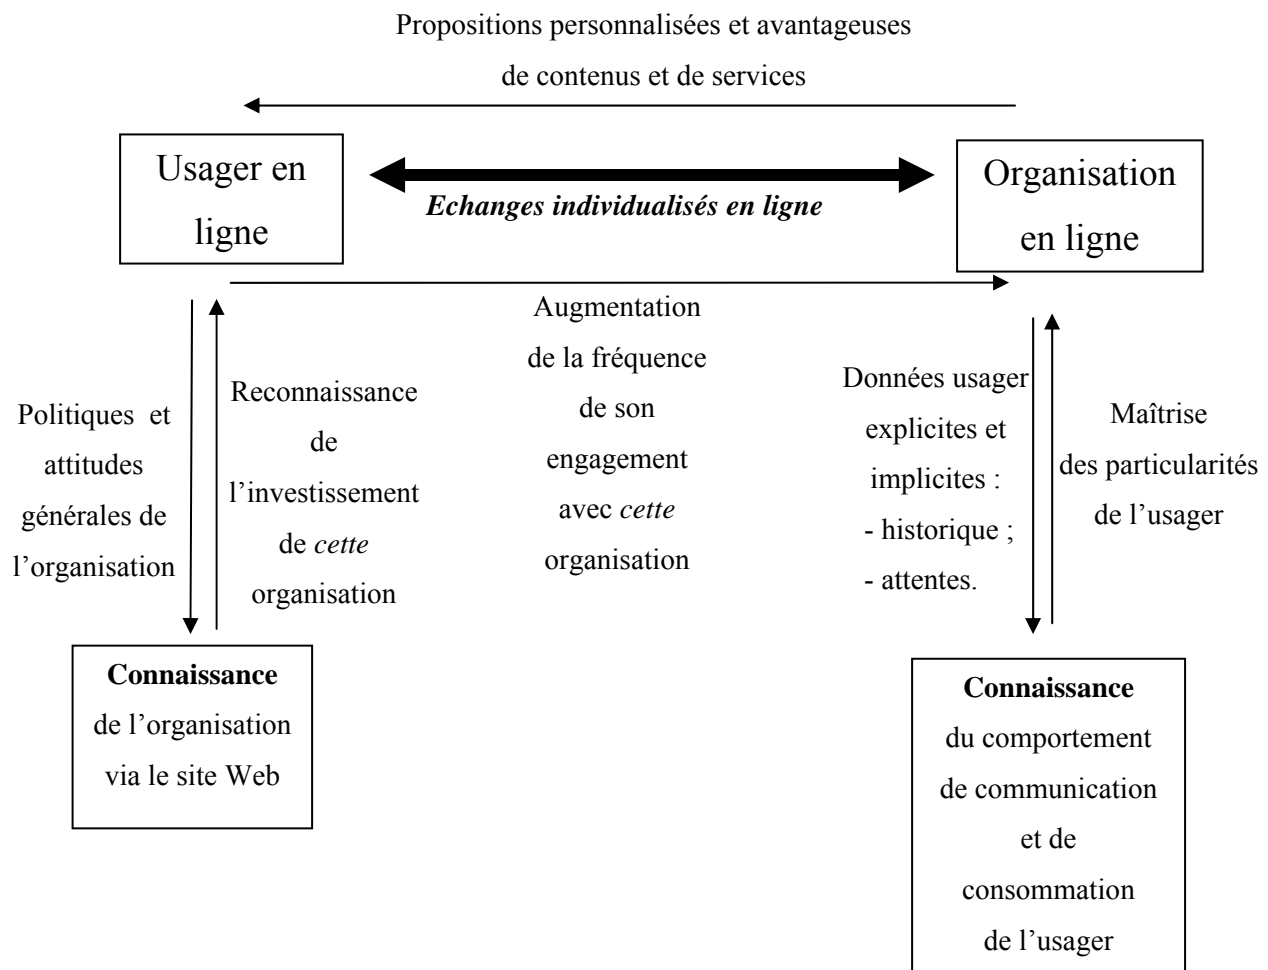 Propositions personnalisées et avantageuses
de contenus et de services
Usager en
ligne
Echanges individualisés en ligne
Organisation
en ligne
Augmentation
de la fréquence
de son
engagement
avec cette
organisation
Politiques et
attitudes
générales de
l’organisation
Reconnaissance
de
l’investissement
de cette
organisation
Données usager
explicites et
implicites :
- historique ;
- attentes.
Maîtrise
des particularités
de l’usager
Connaissance
de l’organisation
via le site Web
Connaissance
du comportement
de communication
et de
consommation
de l’usager